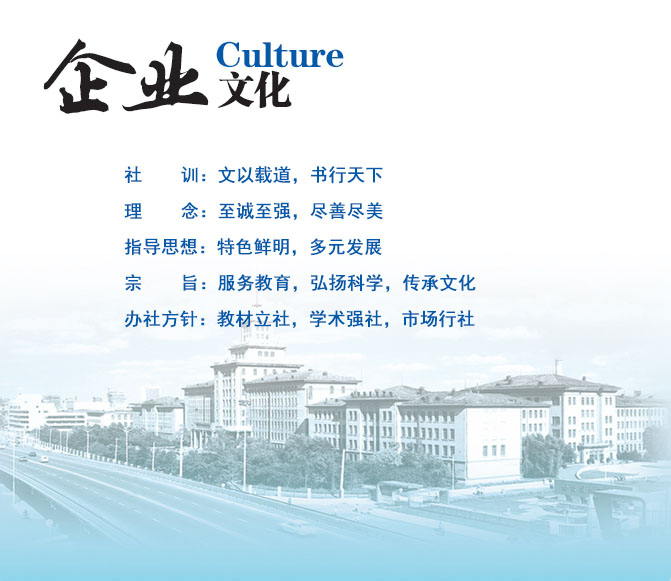 企业
Culture
文化
社 训：文以载道，书行天下
理 念：至诚至强，尽善尽美
指导思想：特色鲜明，多元发展
宗 旨：服务教育，弘扬科学，传承文化
办社方针：教材立社，学术强社，市场行社